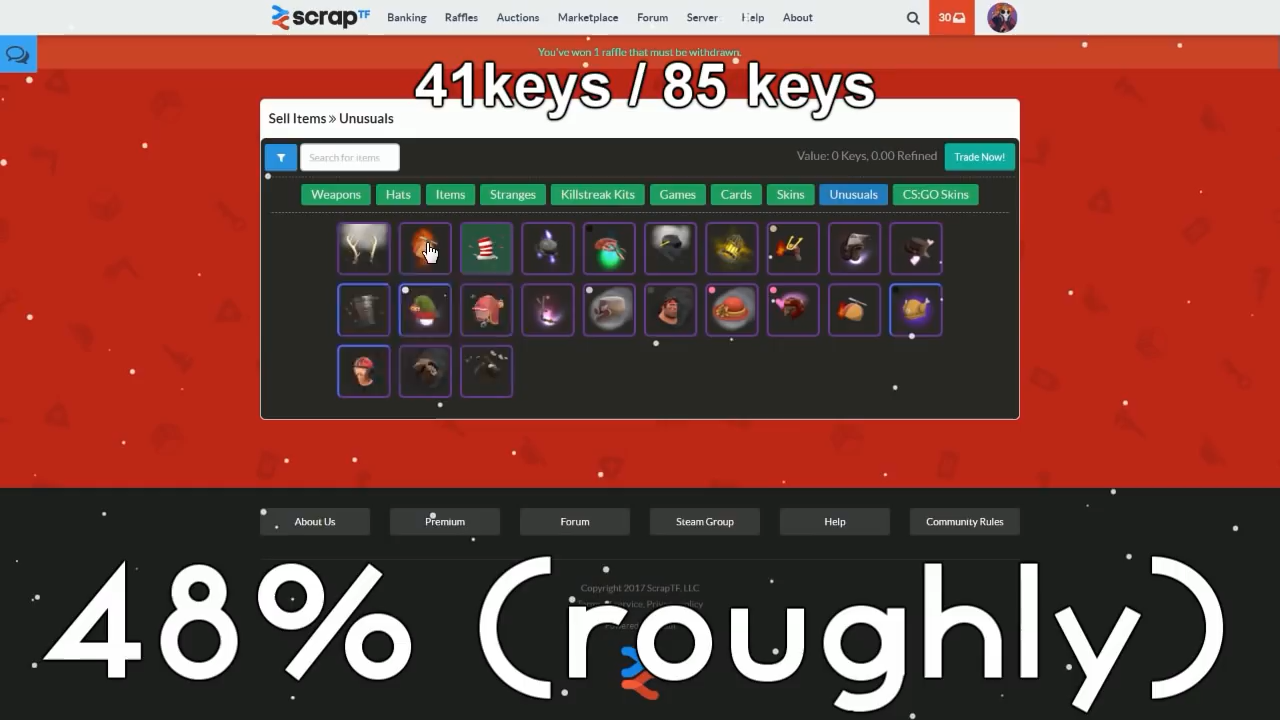 scrapTF Banking Raffles Auctions Marketplace Forum Server Help About 30
You've won 1 raffle that must be withdrawn.
41keys / 85 keys
Sell Items » Unusuals
Search for items Value: 0 Keys, 0.00 Refined Trade Now!
Weapons Hats Items Stranges Killstreak Kits Games Cards Skins Unusuals CS:GO Skins
About Us Premium Forum Steam Group Help Community Rules
Copyright 2017 ScrapTF, LLC
48% (roughly)